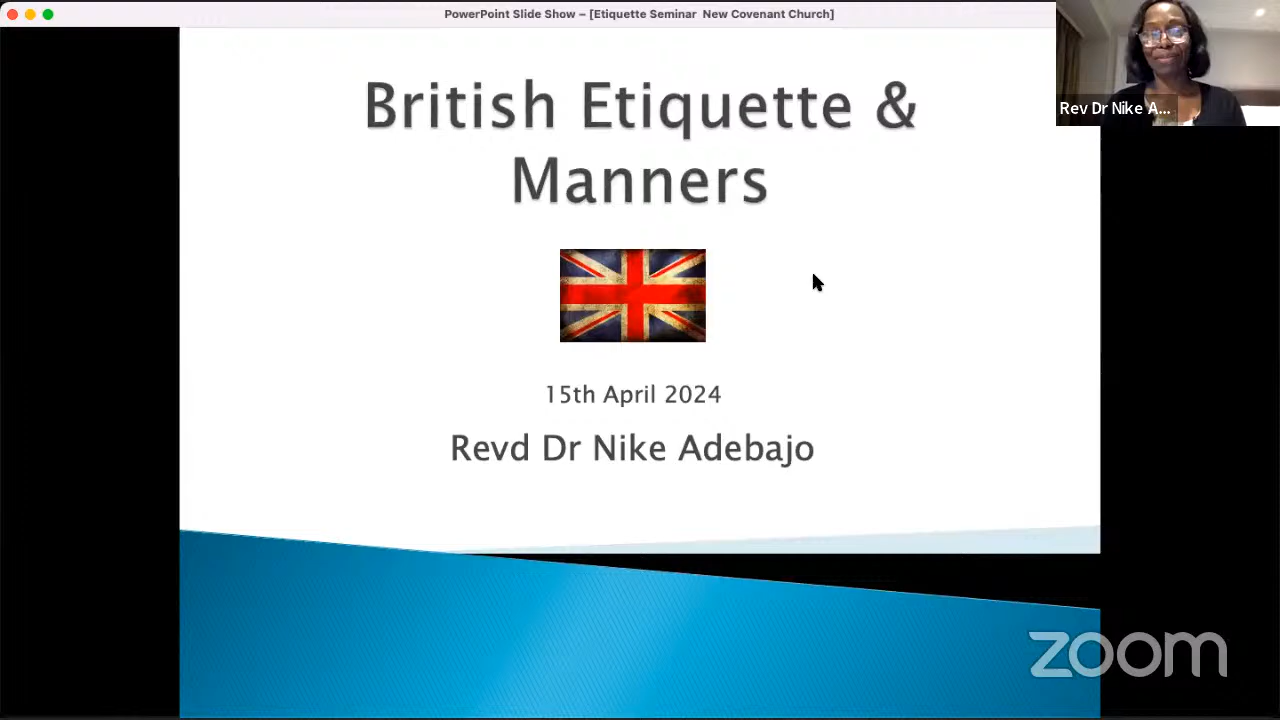 PowerPoint Slide Show – [Etiquette Seminar  New Covenant Church]
Rev Dr Nike A...
British Etiquette &
Manners
15th April 2024
Revd Dr Nike Adebajo
zoom